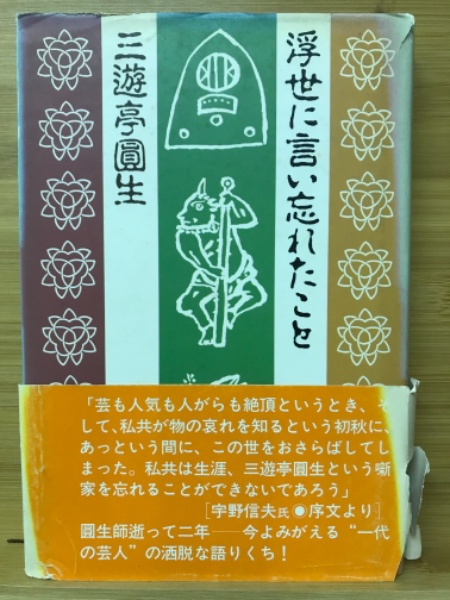 浮世に言い忘れたこと
三遊亭圓生
「芸も人気も人がらも絶頂というとき、そ
して、私共が物の哀れを知るという初秋に、
あっという間に、この世をおさらばしてし
まった。私共は生涯、三遊亭圓生という噺
家を忘れることができないであろう」
[宇野信夫氏●序文より]
圓生師逝って二年──今よみがえる“一代
の芸人”の洒脱な語りくち！